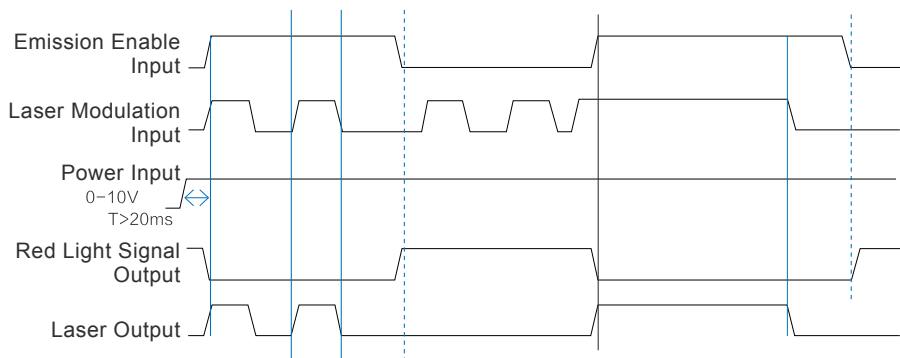 Emission Enable
Input
Laser Modulation
Input
Power Input
0-10V
T>20ms
Red Light Signal
Output
Laser Output